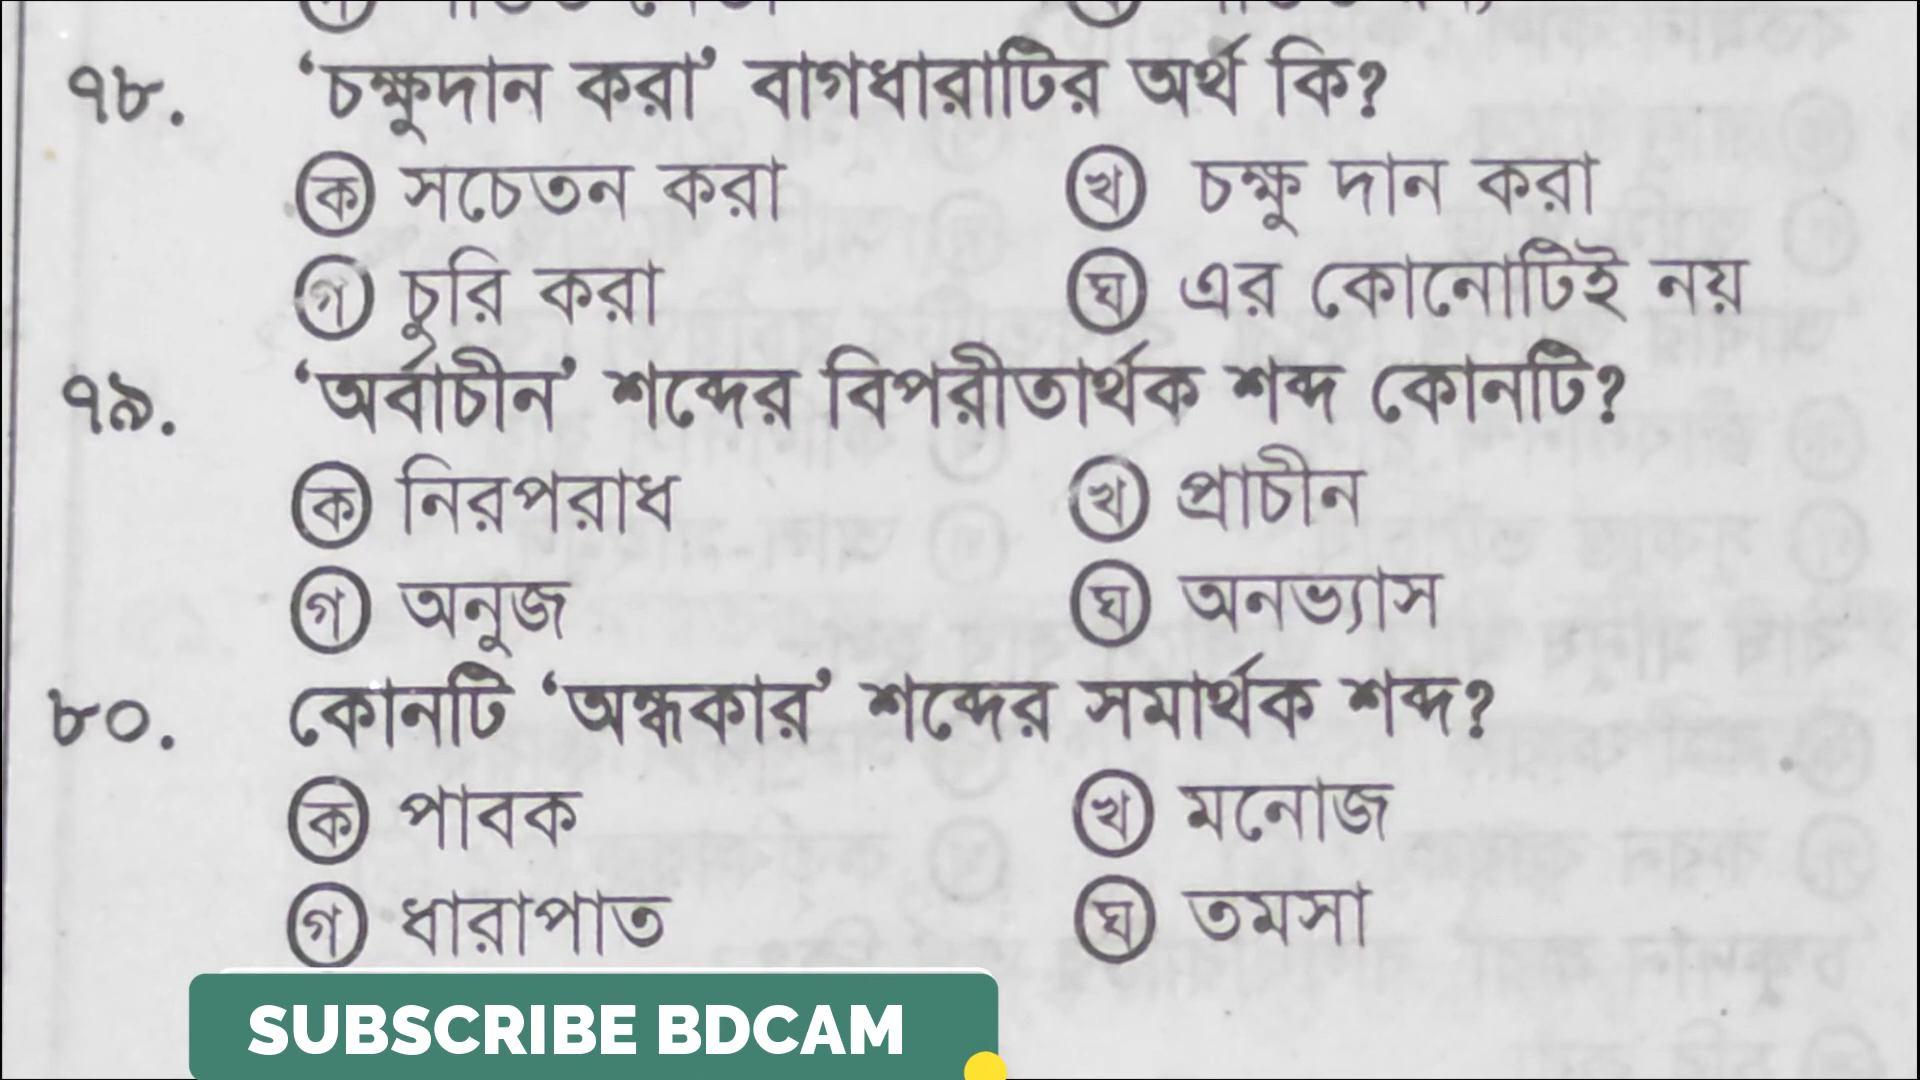 ৭৮. ‘চক্ষুদান করা’ বাগধারাটির অর্থ কি?
ক সচেতন করা খ চক্ষু দান করা
গ চুরি করা ঘ এর কোনোটিই নয়
৭৯. ‘অর্বাচীন’ শব্দের বিপরীতার্থক শব্দ কোনটি?
ক নিরপরাধ খ প্রাচীন
গ অনুজ ঘ অনভ্যাস
৮০. কোনটি ‘অন্ধকার’ শব্দের সমার্থক শব্দ?
ক পাবক খ মনোজ
গ ধারাপাত ঘ তমসা
SUBSCRIBE BDCAM